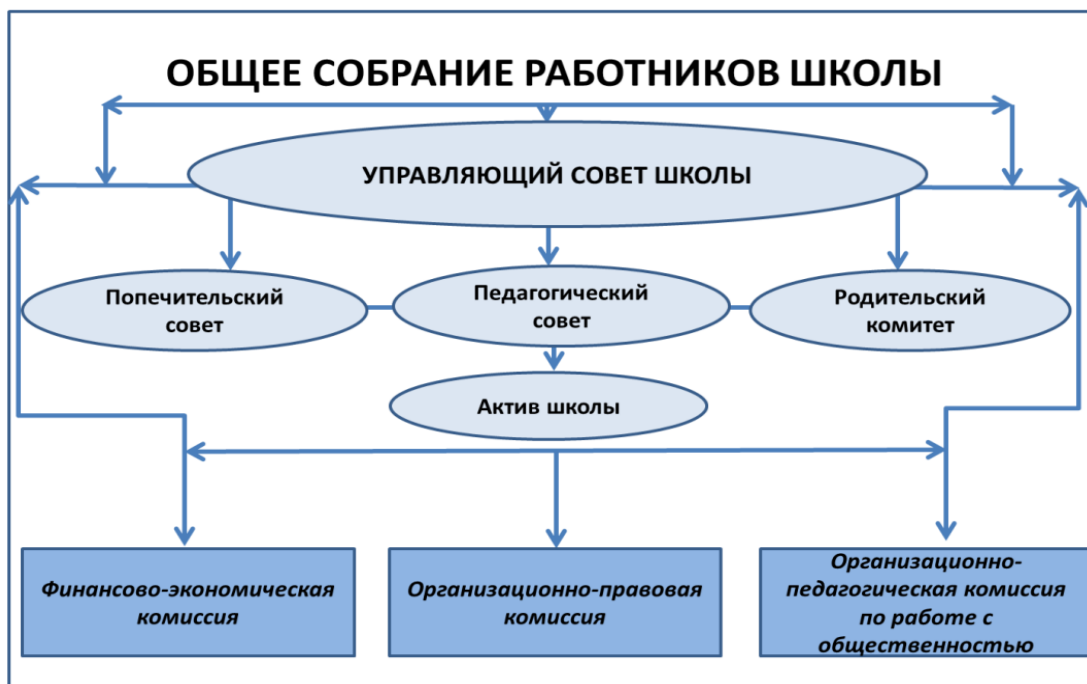 ОБЩЕЕ СОБРАНИЕ РАБОТНИКОВ ШКОЛЫ
УПРАВЛЯЮЩИЙ СОВЕТ ШКОЛЫ
Попечительский
совет
Педагогический
совет
Родительский
комитет
Актив школы
Финансово-экономическая
комиссия
Организационно-правовая
комиссия
Организационно-
педагогическая комиссия
по работе с
общественностью